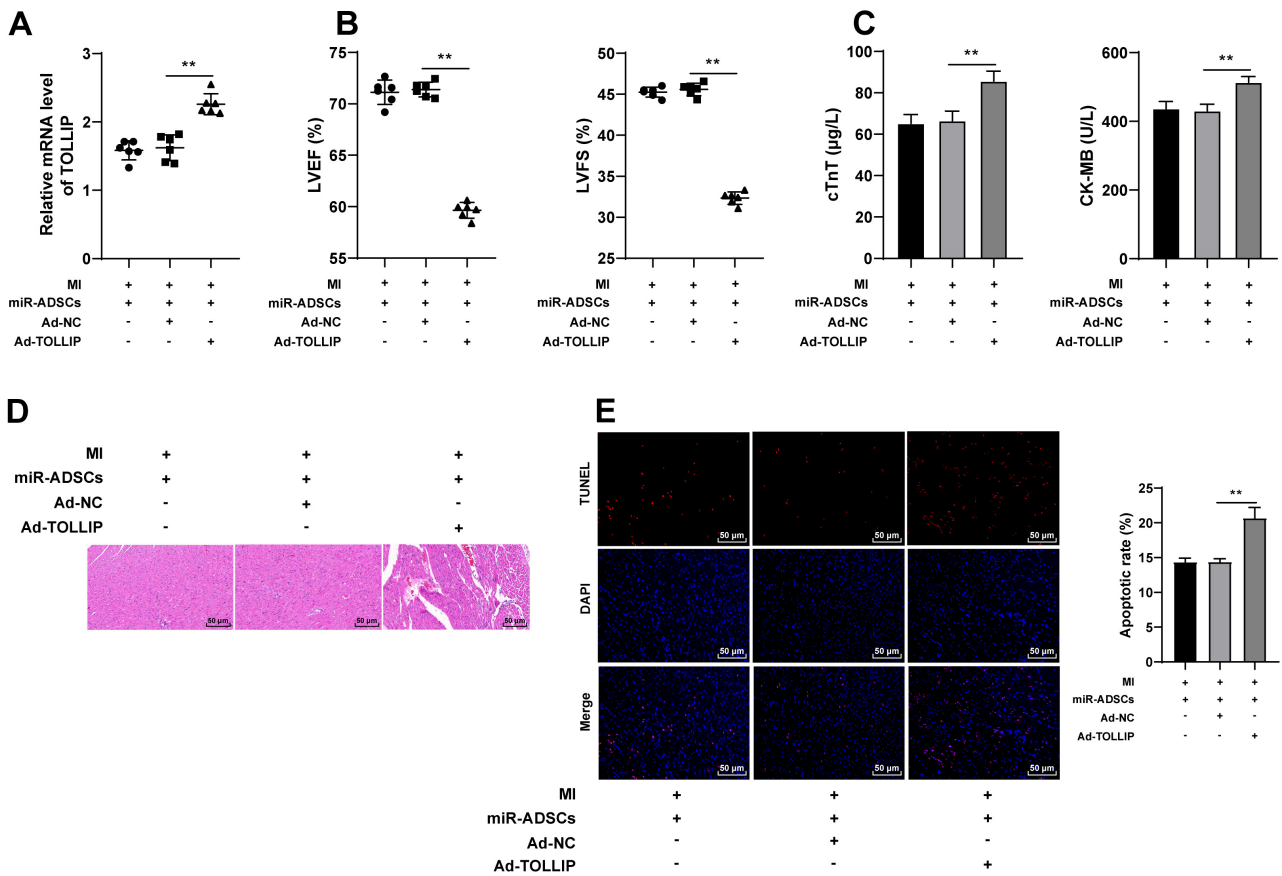 A
Relative mRNA level
of TOLLIP
3
2
1
0
**
MI + + +
miR-ADSCs + + +
Ad-NC - + -
Ad-TOLLIP - - +
B
LVEF (%)
75
70
65
60
55
**
MI + + +
miR-ADSCs + + +
Ad-NC - + -
Ad-TOLLIP - - +
LVFS (%)
50
45
40
35
30
25
**
MI + + +
miR-ADSCs + + +
Ad-NC - + -
Ad-TOLLIP - - +
C
cTnT (μg/L)
100
80
60
40
20
0
**
MI + + +
miR-ADSCs + + +
Ad-NC - + -
Ad-TOLLIP - - +
CK-MB (U/L)
600
400
200
0
**
MI + + +
miR-ADSCs + + +
Ad-NC - + -
Ad-TOLLIP - - +
D
MI + + +
miR-ADSCs + + +
Ad-NC - + -
Ad-TOLLIP - - +
50 μm 50 μm 50 μm
E
TUNEL
50 μm 50 μm 50 μm
DAPI
50 μm 50 μm 50 μm
Merge
50 μm 50 μm 50 μm
MI + + +
miR-ADSCs + + +
Ad-NC - + -
Ad-TOLLIP - - +
Apoptotic rate (%)
25
20
15
10
5
0
**
MI + + +
miR-ADSCs + + +
Ad-NC - + -
Ad-TOLLIP - - +